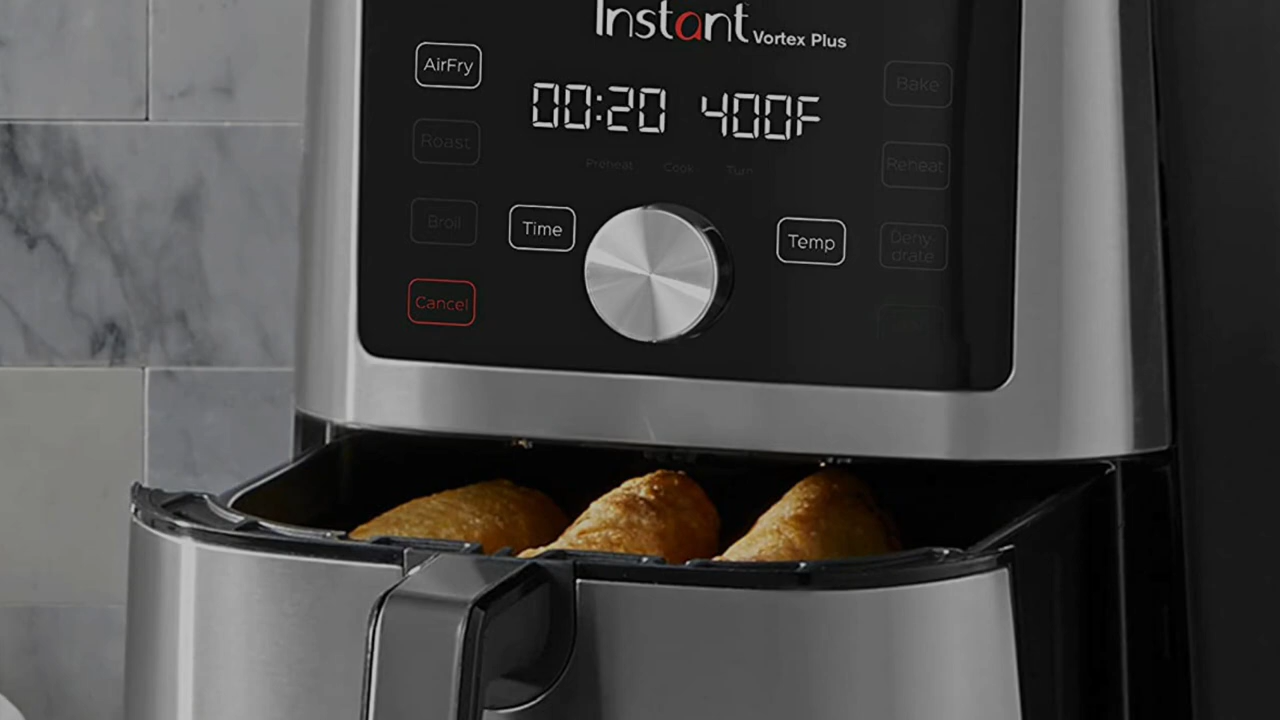 Instant Vortex Plus
AirFry
00:20 400F
Bake
Roast
Preheat Cook Turn
Reheat
Broil
Time
Temp
Dehy-
drate
Cancel